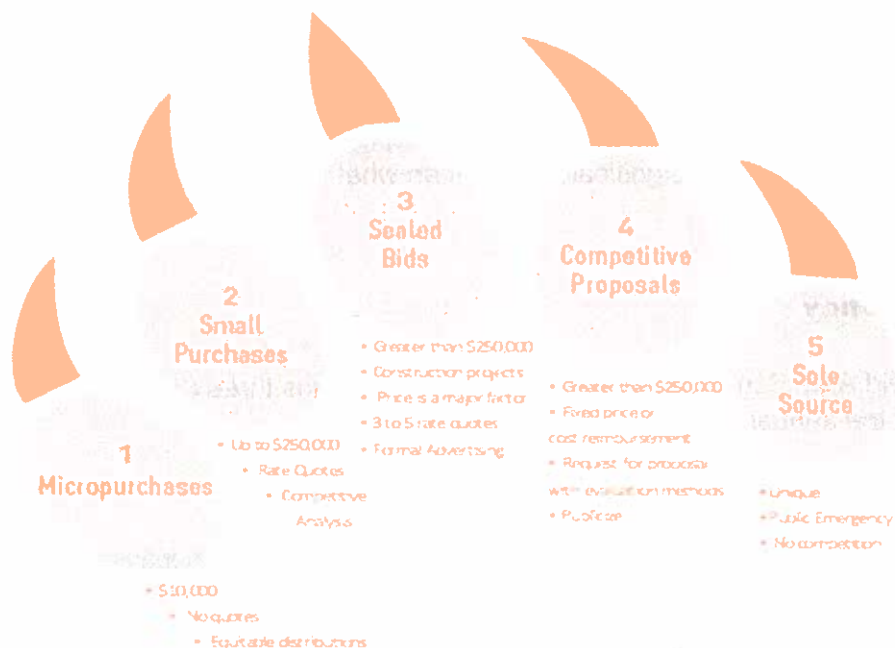 1
Micropurchases
• $10,000
• No quotes
• Equitable distributions
2
Small
Purchases
• Up to $250,000
• Rate Quotes
• Competitive
Analysis
3
Sealed
Bids
• Greater than $250,000
• Construction projects
• Price is a major factor
• 3 to 5 rate quotes
• Formal Advertising
4
Competitive
Proposals
• Greater than $250,000
• Fixed price or
cost reimbursement
• Request for proposal
with evaluation methods
• Publicize
5
Sole
Source
• Unique
• Public Emergency
• No competition